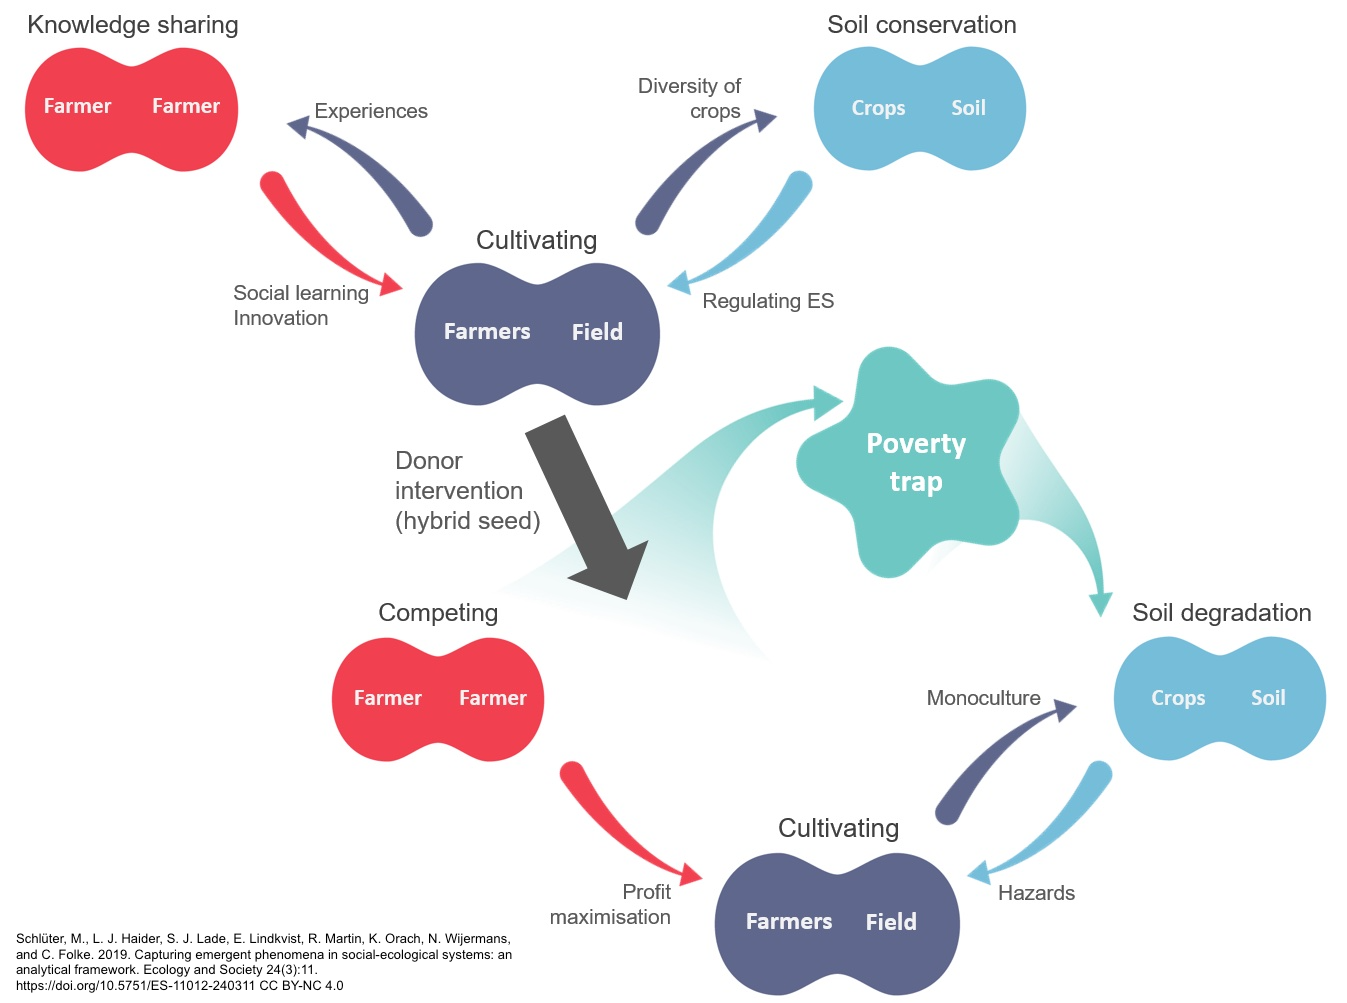 Knowledge sharing
Farmer Farmer
Experiences
Social learning
Innovation
Soil conservation
Crops Soil
Diversity of
crops
Regulating ES
Cultivating
Farmers Field
Donor
intervention
(hybrid seed)
Poverty
trap
Competing
Farmer Farmer
Profit
maximisation
Soil degradation
Crops Soil
Monoculture
Hazards
Cultivating
Farmers Field
Schlüter, M., L. J. Haider, S. J. Lade, E. Lindkvist, R. Martin, K. Orach, N. Wijermans,
and C. Folke. 2019. Capturing emergent phenomena in social-ecological systems: an
analytical framework. Ecology and Society 24(3):11.
https://doi.org/10.5751/ES-11012-240311 CC BY-NC 4.0